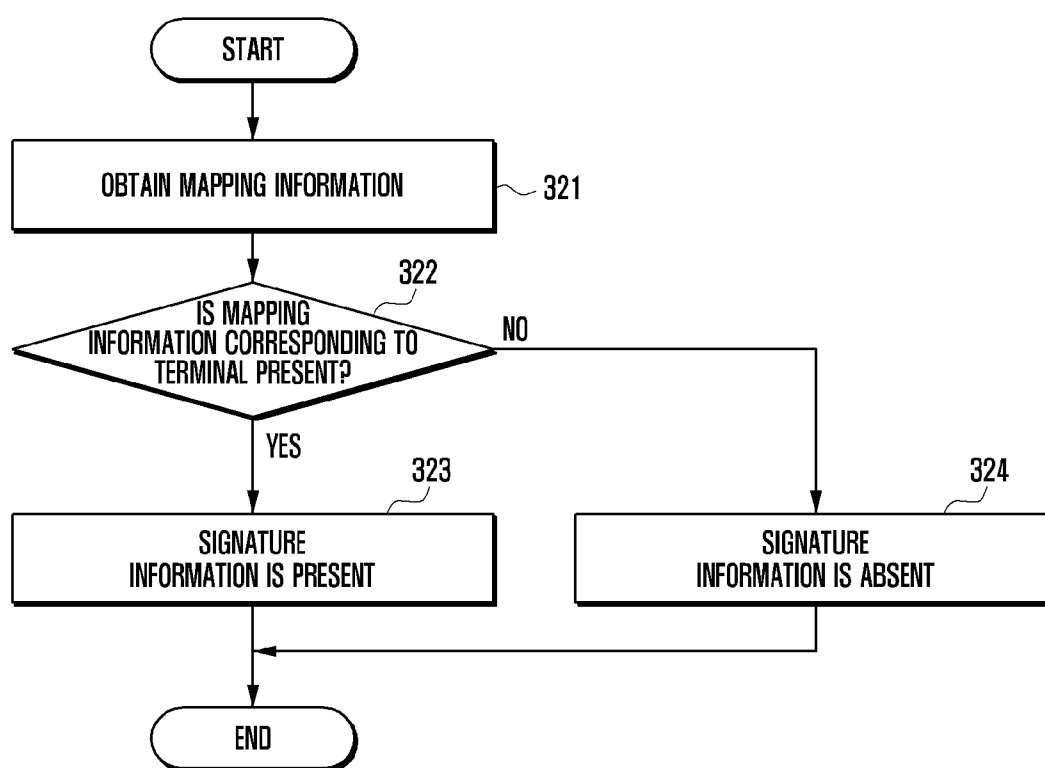 START
OBTAIN MAPPING INFORMATION
321
322
IS MAPPING
INFORMATION CORRESPONDING TO
TERMINAL PRESENT?
NO
YES
323
SIGNATURE
INFORMATION IS PRESENT
324
SIGNATURE
INFORMATION IS ABSENT
END